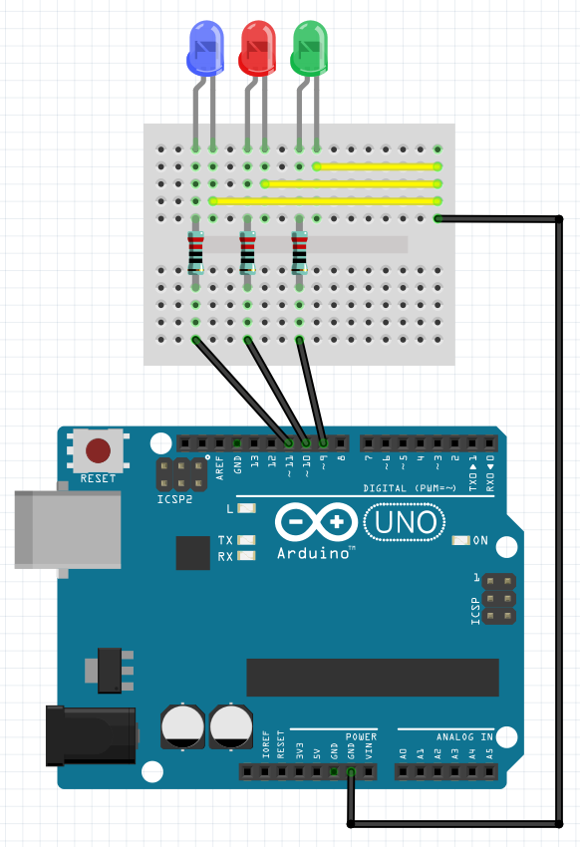 AREF
GND
13
12
~11
~10
~9
8
7
~6
~5
4
~3
2
TX0▶1
RX0◀0
RESET
ICSP2
DIGITAL (PWM=~)
L
UNO
TX
RX
Arduino™
ON
1
ICSP
POWER
ANALOG IN
IOREF
RESET
3V3
5V
GND
GND
VIN
A0
A1
A2
A3
A4
A5